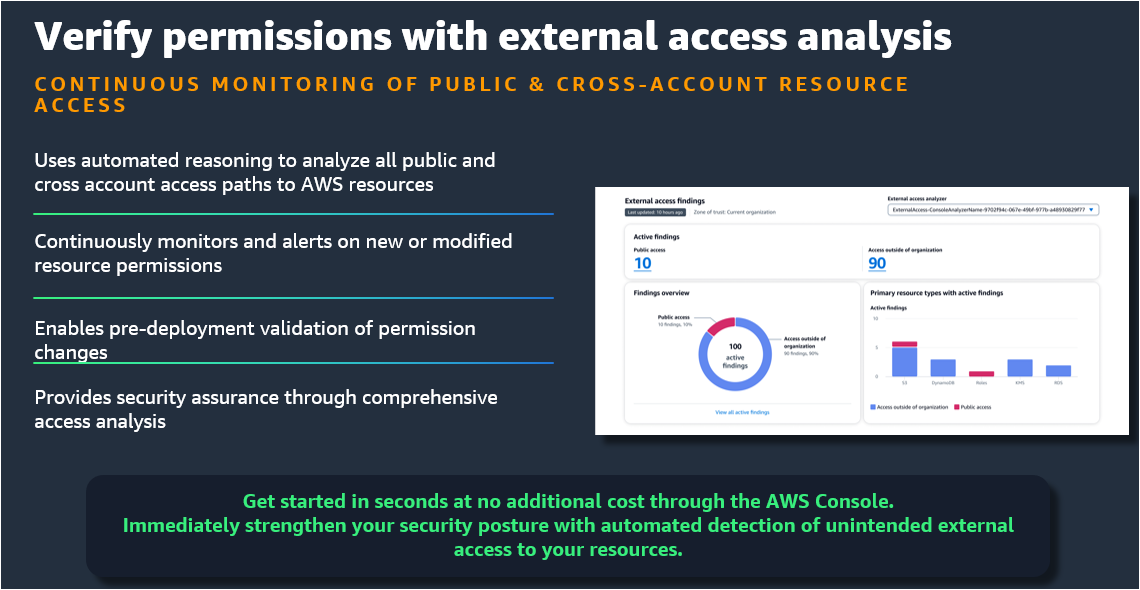 Verify permissions with external access analysis
CONTINUOUS MONITORING OF PUBLIC & CROSS-ACCOUNT RESOURCE
ACCESS
Uses automated reasoning to analyze all public and
cross account access paths to AWS resources
Continuously monitors and alerts on new or modified
resource permissions
Enables pre-deployment validation of permission
changes
Provides security assurance through comprehensive
access analysis
External access findings
Last updated: 10 hours ago
Zone of trust: Current organization
External access analyzer
ExternalAccess-ConsoleAnalyzerName-9702f94c-067e-49bf-977b-a48930829f77
Active findings
Public access
10
Access outside of organization
90
Findings overview
Public access
10 findings, 10%
100
active
findings
Access outside of
organization
90 findings, 90%
View all active findings
Primary resource types with active findings
Active findings
10
5
0
S3
DynamoDB
Roles
KMS
RDS
Access outside of organization
Public access
Get started in seconds at no additional cost through the AWS Console.
Immediately strengthen your security posture with automated detection of unintended external
access to your resources.